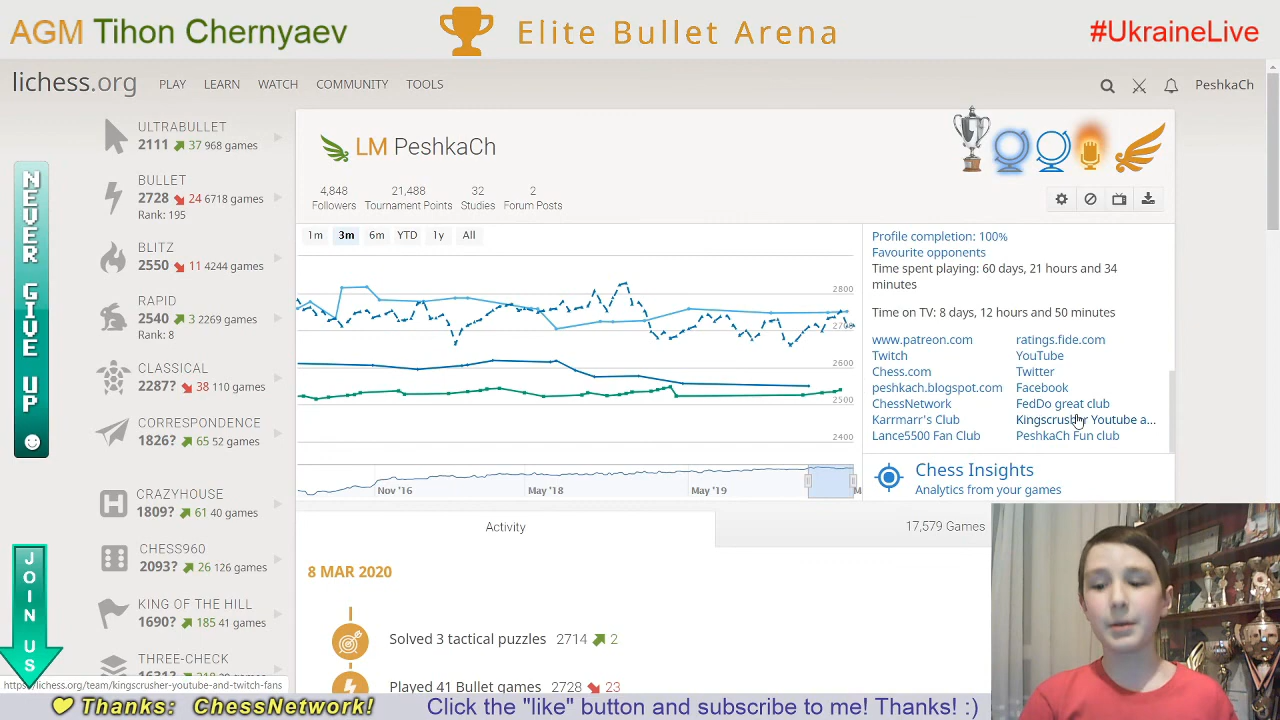 AGM Tihon Chernyaev
Elite Bullet Arena
#UkraineLive
lichess.org
PLAY LEARN WATCH COMMUNITY TOOLS
PeshkaCh
NEVER GIVE UP
JOIN US
ULTRABULLET
2111 37 968 games
BULLET
2728 24 6718 games
Rank: 195
BLITZ
2550 11 4244 games
RAPID
2540 3 2269 games
Rank: 8
CLASSICAL
2287? 38 110 games
CORRESPONDENCE
1826? 65 52 games
CRAZYHOUSE
1809? 61 40 games
CHESS960
2093? 26 126 games
KING OF THE HILL
1690? 185 41 games
THREE-CHECK
LM PeshkaCh
4,848 21,488 32 2
Followers Tournament Points Studies Forum Posts
1m 3m 6m YTD 1y All
2800
2600
2500
2400
Nov '16 May '18 May '19 M
Profile completion: 100%
Favourite opponents
Time spent playing: 60 days, 21 hours and 34
minutes
Time on TV: 8 days, 12 hours and 50 minutes
www.patreon.com ratings.fide.com
Twitch YouTube
Chess.com Twitter
peshkach.blogspot.com Facebook
ChessNetwork FedDo great club
Karrmarr's Club Kingscrusher Youtube a...
Lance5500 Fan Club PeshkaCh Fun club
Chess Insights
Analytics from your games
Activity 17,579 Games
8 MAR 2020
Solved 3 tactical puzzles 2714 2
Played 41 Bullet games 2728 23
https://lichess.org/team/kingscrusher-youtube-and-twitch-fans
Thanks: ChessNetwork!
Click the "like" button and subscribe to me! Thanks! :)